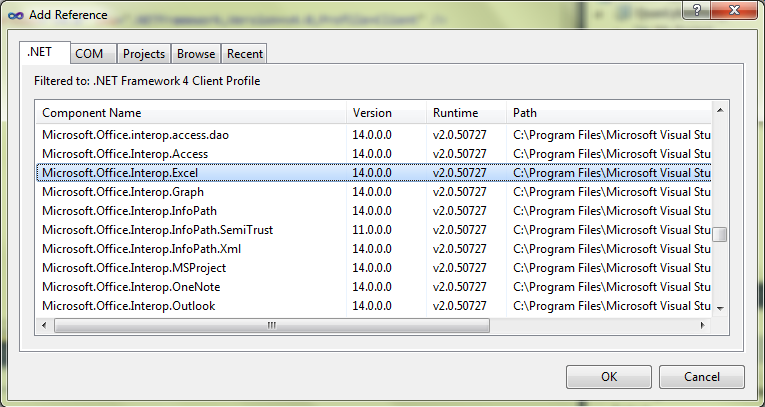 Add Reference
.NET COM Projects Browse Recent
Filtered to: .NET Framework 4 Client Profile
Component Name Version Runtime Path
Microsoft.Office.interop.access.dao 14.0.0.0 v2.0.50727 C:\Program Files\Microsoft Visual Stu
Microsoft.Office.Interop.Access 14.0.0.0 v2.0.50727 C:\Program Files\Microsoft Visual Stu
Microsoft.Office.Interop.Excel 14.0.0.0 v2.0.50727 C:\Program Files\Microsoft Visual Stu
Microsoft.Office.Interop.Graph 14.0.0.0 v2.0.50727 C:\Program Files\Microsoft Visual Stu
Microsoft.Office.Interop.InfoPath 14.0.0.0 v2.0.50727 C:\Program Files\Microsoft Visual Stu
Microsoft.Office.Interop.InfoPath.SemiTrust 11.0.0.0 v2.0.50727 C:\Program Files\Microsoft Visual Stu
Microsoft.Office.Interop.InfoPath.Xml 14.0.0.0 v2.0.50727 C:\Program Files\Microsoft Visual Stu
Microsoft.Office.Interop.MSProject 14.0.0.0 v2.0.50727 C:\Program Files\Microsoft Visual Stu
Microsoft.Office.Interop.OneNote 14.0.0.0 v2.0.50727 C:\Program Files\Microsoft Visual Stu
Microsoft.Office.Interop.Outlook 14.0.0.0 v2.0.50727 C:\Program Files\Microsoft Visual Stu
OK Cancel